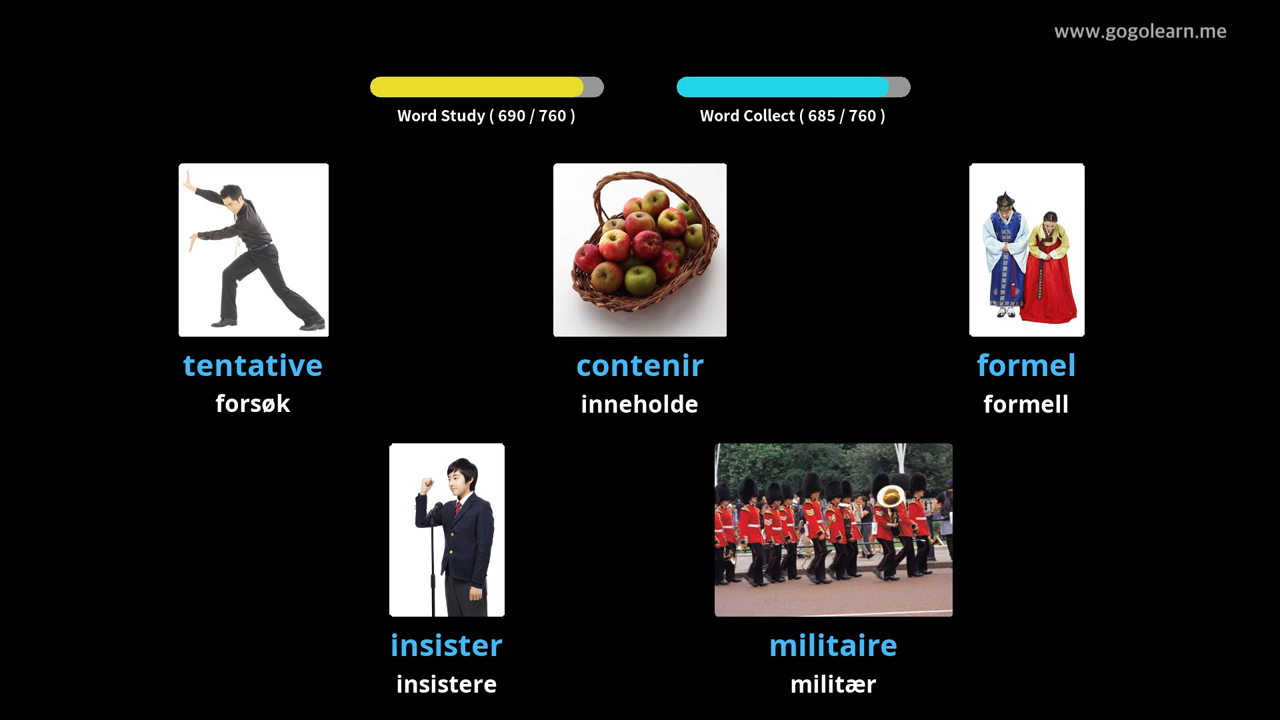 www.gogolearn.me
Word Study ( 690 / 760 )
Word Collect ( 685 / 760 )
tentative
forsøk
contenir
inneholde
formel
formell
insister
insistere
militaire
militær